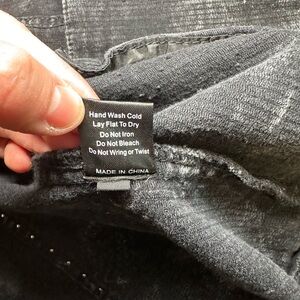 Hand Wash Cold
Lay Flat To Dry
Do Not Iron
Do Not Bleach
Do Not Wring or Twist
MADE IN CHINA